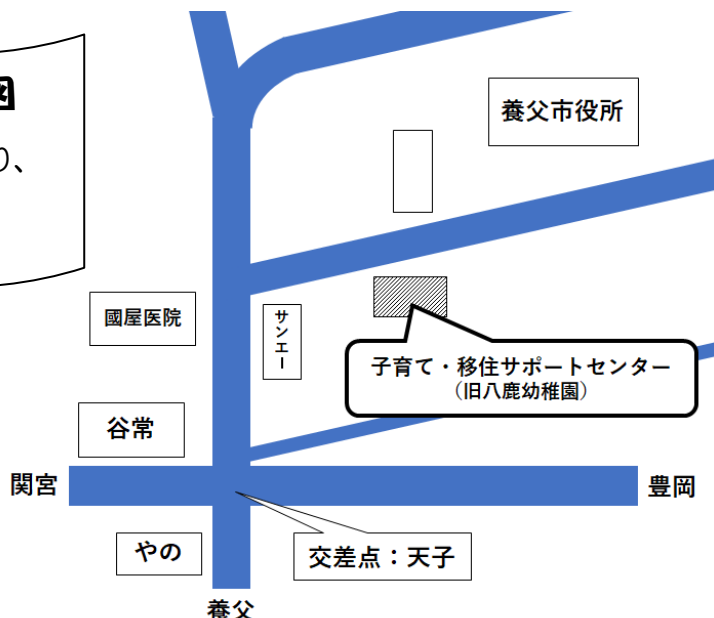 図
り、
養父市役所
國屋医院
サンエー
子育て・移住サポートセンター
（旧八鹿幼稚園）
谷常
関宮
豊岡
やの
交差点：天子
養父